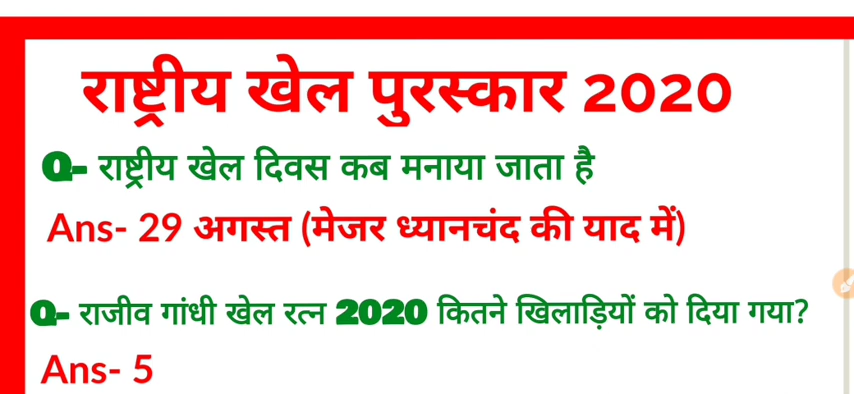 राष्ट्रीय खेल पुरस्कार 2020
Q- राष्ट्रीय खेल दिवस कब मनाया जाता है
Ans- 29 अगस्त (मेजर ध्यानचंद की याद में)
Q- राजीव गांधी खेल रत्न 2020 कितने खिलाड़ियों को दिया गया?
Ans- 5